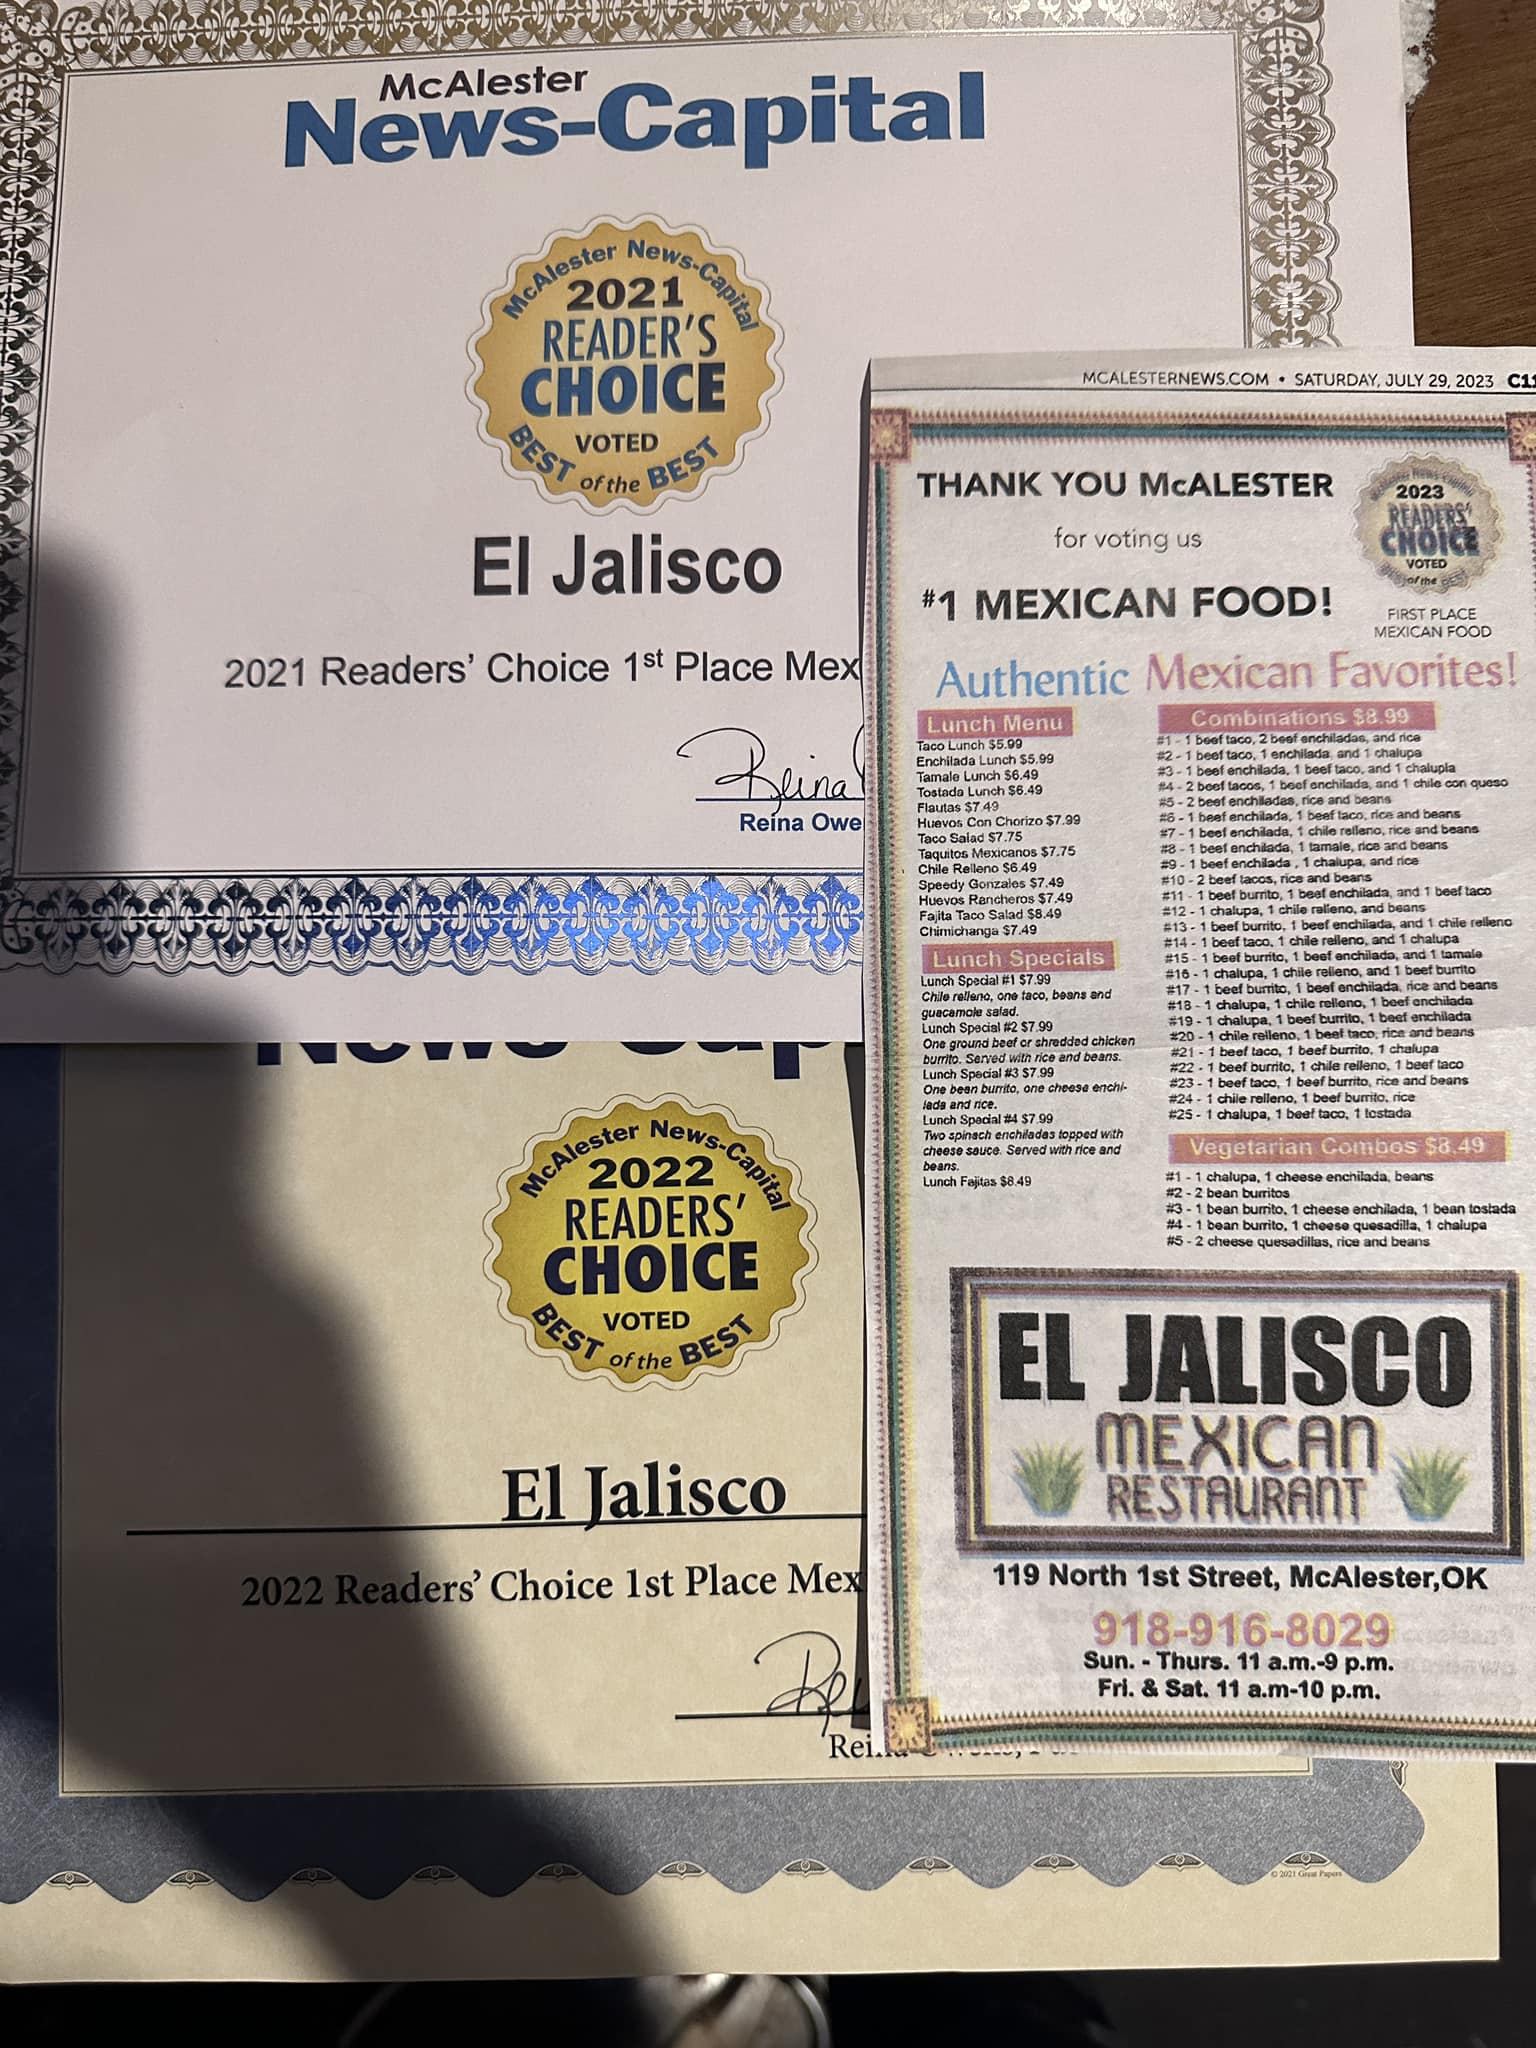 McAlester
News-Capital
McAlester News-Capital
2021
READER'S
CHOICE
VOTED
BEST of the BEST
El Jalisco
2021 Readers' Choice 1st Place Mex
Reina
Reina Owe
MCALESTERNEWS.COM • SATURDAY, JULY 29, 2023 C11
THANK YOU McALESTER
for voting us
#1 MEXICAN FOOD!
2023
READERS'
CHOICE
VOTED
of the
FIRST PLACE
MEXICAN FOOD
Authentic Mexican Favorites!
Lunch Menu
Taco Lunch $5.99
Enchilada Lunch $5.99
Tamale Lunch $6.49
Tostada Lunch $6.49
Flautas $7.49
Huevos Con Chorizo $7.99
Taco Salad $7.75
Taquitos Mexicanos $7.75
Chile Relleno $6.49
Speedy Gonzales $7.49
Huevos Rancheros $7.49
Fajita Taco Salad $8.49
Chimichanga $7.49
Lunch Specials
Lunch Special #1 $7.99
Chile relleno, one taco, beans and
guacamole salad.
Lunch Special #2 $7.99
One ground beef or shredded chicken
burrito. Served with rice and beans.
Lunch Special #3 $7.99
One bean burrito, one cheese enchi-
lada and rice.
Lunch Special #4 $7.99
Two spinach enchiladas topped with
cheese sauce. Served with rice and
beans.
Lunch Fajitas $8.49
Combinations $8.99
#1 - 1 beef taco, 2 beef enchiladas, and rice
#2 - 1 beef taco, 1 enchilada, and 1 chalupa
#3 - 1 beef enchilada, 1 beef taco, and 1 chalupla
#4 - 2 beef tacos, 1 beef enchilada, and 1 chile con queso
#5 - 2 beef enchiladas, rice and beans
#6 - 1 beef enchilada, 1 beef taco, rice and beans
#7 - 1 beef enchilada, 1 chile relleno, rice and beans
#8 - 1 beef enchilada, 1 tamale, rice and beans
#9 - 1 beef enchilada , 1 chalupa, and rice
#10 - 2 beef tacos, rice and beans
#11 - 1 beef burrito, 1 beef enchilada, and 1 beef taco
#12 - 1 chalupa, 1 chile relleno, and beans
#13 - 1 beef burrito, 1 beef enchilada, and 1 chile relleno
#14 - 1 beef taco, 1 chile relleno, and 1 chalupa
#15 - 1 beef burrito, 1 beef enchilada, and 1 tamale
#16 - 1 chalupa, 1 chile relleno, and 1 beef burrito
#17 - 1 beef burrito, 1 beef enchilada, rice and beans
#18 - 1 chalupa, 1 chile relleno, 1 beef enchilada
#19 - 1 chalupa, 1 beef burrito, 1 beef enchilada
#20 - 1 chile relleno, 1 beef taco, rice and beans
#21 - 1 beef taco, 1 beef burrito, 1 chalupa
#22 - 1 beef burrito, 1 chile relleno, 1 beef taco
#23 - 1 beef taco, 1 beef burrito, rice and beans
#24 - 1 chile relleno, 1 beef burrito, rice
#25 - 1 chalupa, 1 beef taco, 1 tostada
Vegetarian Combos $8.49
#1 - 1 chalupa, 1 cheese enchilada, beans
#2 - 2 bean burritos
#3 - 1 bean burrito, 1 cheese enchilada, 1 bean tostada
#4 - 1 bean burrito, 1 cheese quesadilla, 1 chalupa
#5 - 2 cheese quesadillas, rice and beans
EL JALISCO
MEXICAN
RESTAURANT
119 North 1st Street, McAlester,OK
918-916-8029
Sun. - Thurs. 11 a.m.-9 p.m.
Fri. & Sat. 11 a.m-10 p.m.
News-Cap
McAlester News-Capital
2022
READERS'
CHOICE
VOTED
BEST of the BEST
El Jalisco
2022 Readers' Choice 1st Place Mex
Rei
© 2021 Great Papers